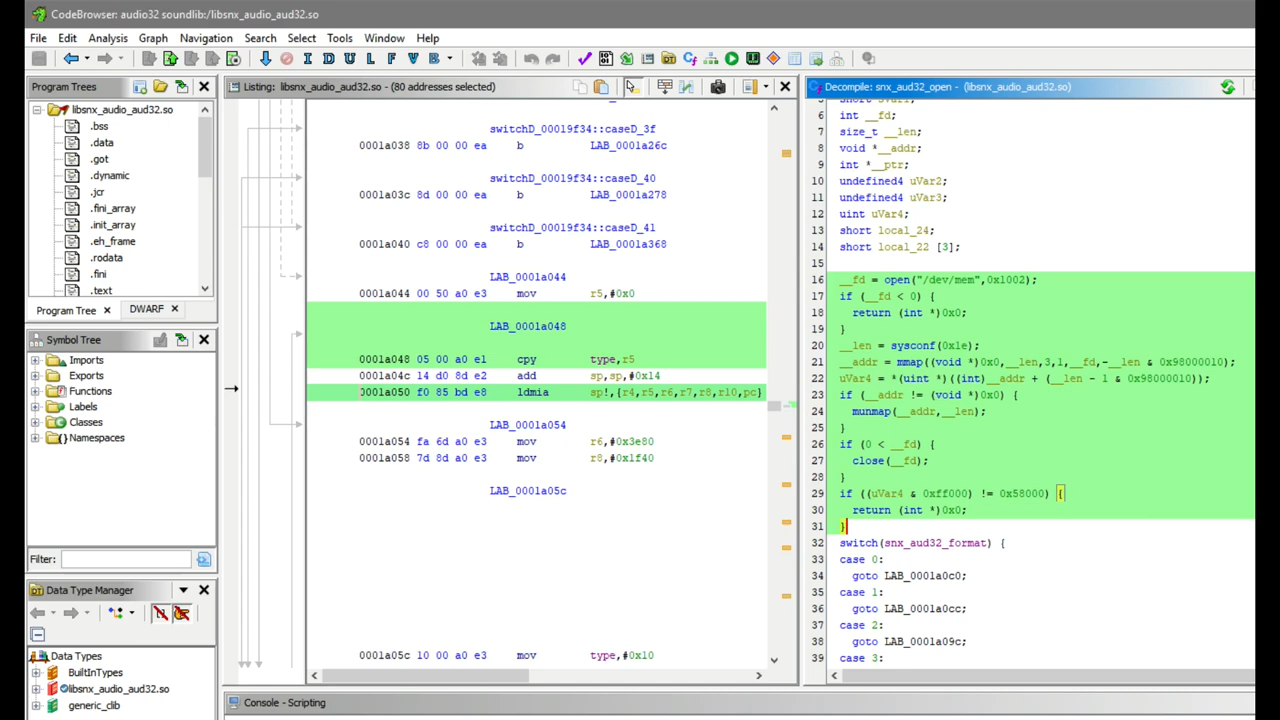 CodeBrowser: audio32 soundlib:/libsnx_audio_aud32.so
File Edit Analysis Graph Navigation Search Select Tools Window Help
I D U L F V B
Program Trees
libsnx_audio_aud32.so
.bss
.data
.got
.dynamic
.jcr
.fini_array
.init_array
.eh_frame
.rodata
.fini
.text
Program Tree DWARF
Symbol Tree
Imports
Exports
Functions
Labels
Classes
Namespaces
Filter:
Data Type Manager
Data Types
BuiltInTypes
libsnx_audio_aud32.so
generic_clib
Listing: libsnx_audio_aud32.so - (80 addresses selected)
switchD_00019f34::caseD_3f
0001a038 8b 00 00 ea b LAB_0001a26c
switchD_00019f34::caseD_40
0001a03c 8d 00 00 ea b LAB_0001a278
switchD_00019f34::caseD_41
0001a040 c8 00 00 ea b LAB_0001a368
LAB_0001a044
0001a044 00 50 a0 e3 mov r5,#0x0
LAB_0001a048
0001a048 05 00 a0 e1 cpy type,r5
0001a04c 14 d0 8d e2 add sp,sp,#0x14
0001a050 f0 85 bd e8 ldmia sp!,{r4,r5,r6,r7,r8,r10,pc}
LAB_0001a054
0001a054 fa 6d a0 e3 mov r6,#0x3e80
0001a058 7d 8d a0 e3 mov r8,#0x1f40
LAB_0001a05c
0001a05c 10 00 a0 e3 mov type,#0x10
Decompile: snx_aud32_open - (libsnx_audio_aud32.so)
5 short sVar1;
6 int __fd;
7 size_t __len;
8 void *__addr;
9 int *__ptr;
10 undefined4 uVar2;
11 undefined4 uVar3;
12 uint uVar4;
13 short local_24;
14 short local_22 [3];
15
16 __fd = open("/dev/mem",0x1002);
17 if (__fd < 0) {
18 return (int *)0x0;
19 }
20 __len = sysconf(0x1e);
21 __addr = mmap((void *)0x0,__len,3,1,__fd,-__len & 0x98000010);
22 uVar4 = *(uint *)((int)__addr + (__len - 1 & 0x98000010));
23 if (__addr != (void *)0x0) {
24 munmap(__addr,__len);
25 }
26 if (0 < __fd) {
27 close(__fd);
28 }
29 if ((uVar4 & 0xff000) != 0x58000) {
30 return (int *)0x0;
31 }
32 switch(snx_aud32_format) {
33 case 0:
34 goto LAB_0001a0c0;
35 case 1:
36 goto LAB_0001a0cc;
37 case 2:
38 goto LAB_0001a09c;
39 case 3:
Console - Scripting